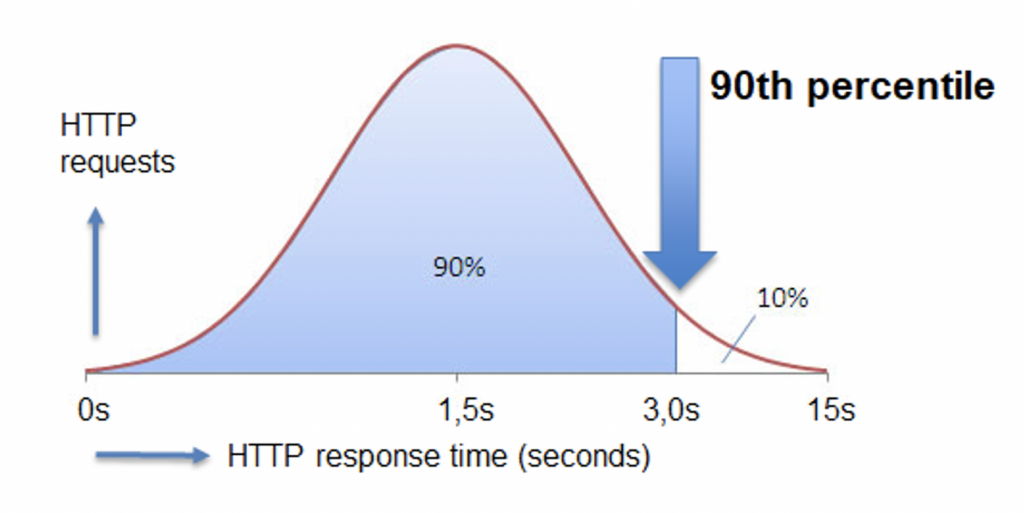 90th percentile
HTTP
requests
90%
10%
0s
1,5s
3,0s
15s
HTTP response time (seconds)